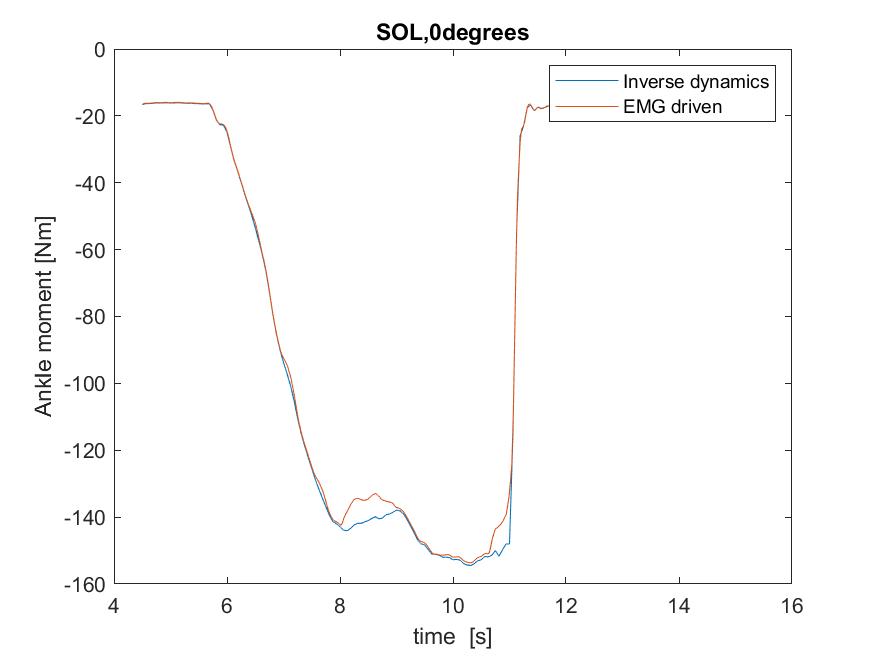 SOL,0degrees
Inverse dynamics
EMG driven
0
-20
-40
-60
-80
-100
-120
-140
-160
Ankle moment [Nm]
4 6 8 10 12 14 16
time [s]